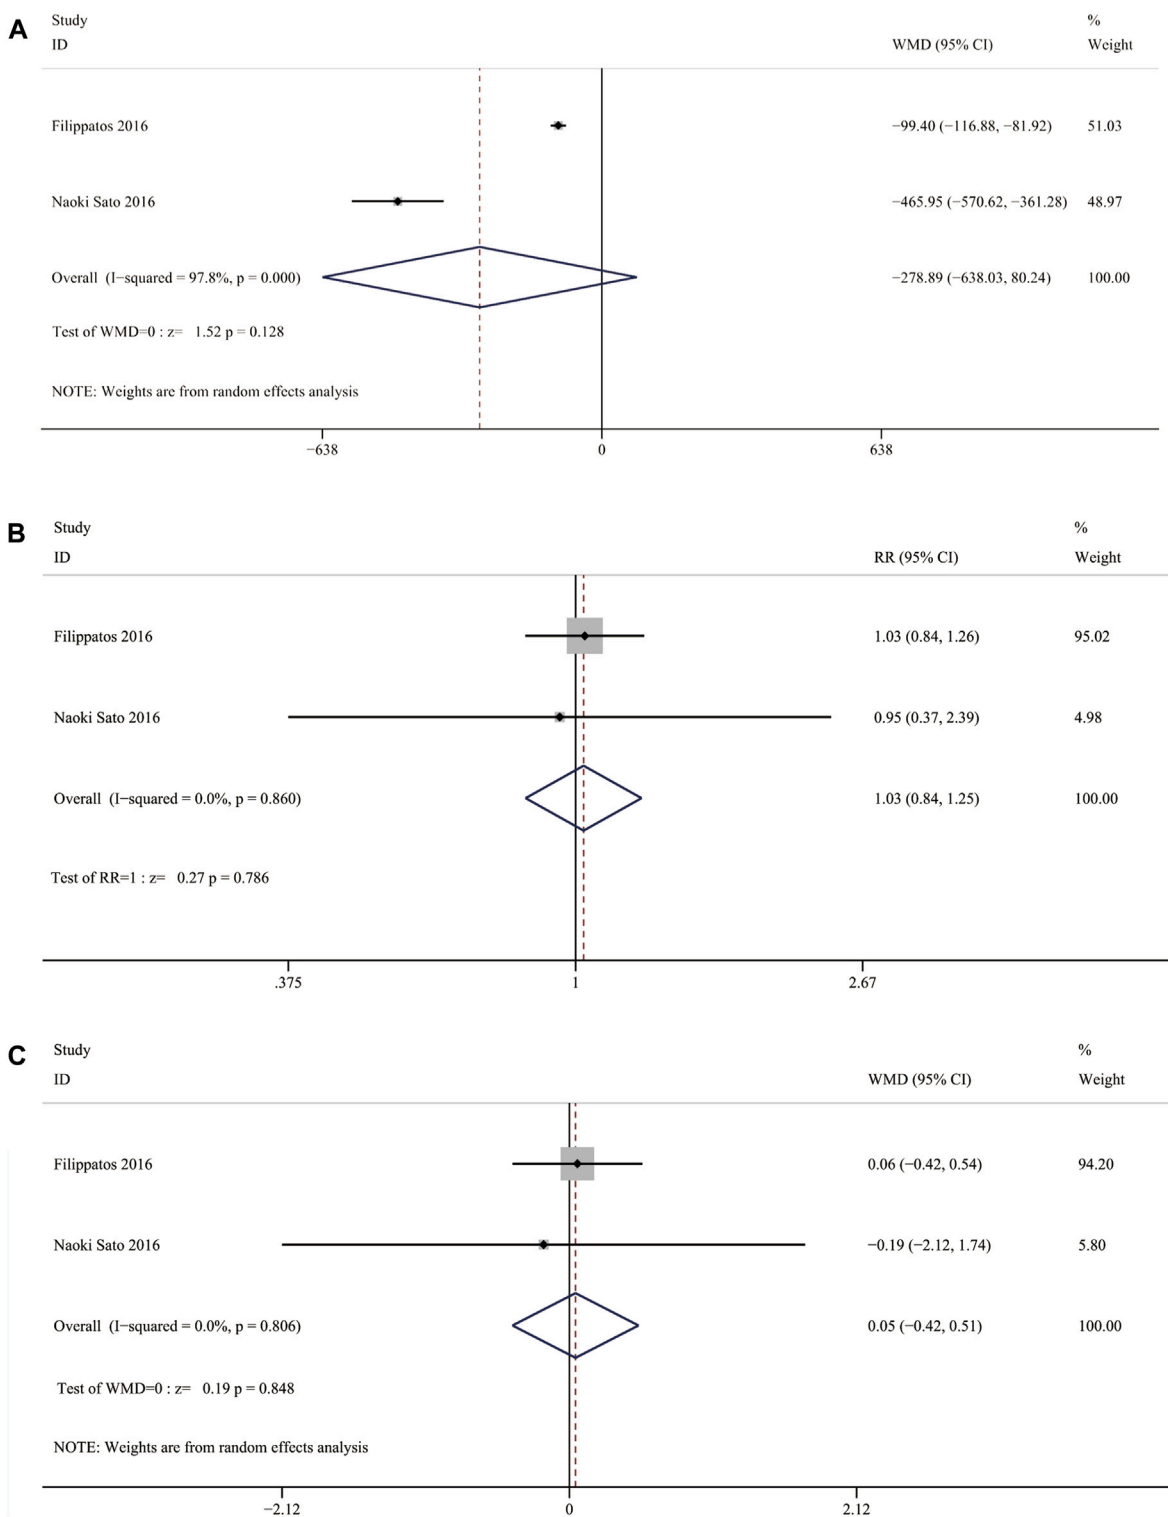 A
Study %
ID WMD (95% CI) Weight
Filippatos 2016 −99.40 (−116.88, −81.92) 51.03
Naoki Sato 2016 −465.95 (−570.62, −361.28) 48.97
Overall (I−squared = 97.8%, p = 0.000) −278.89 (−638.03, 80.24) 100.00
Test of WMD=0 : z= 1.52 p = 0.128
NOTE: Weights are from random effects analysis
−638 0 638
B
Study %
ID RR (95% CI) Weight
Filippatos 2016 1.03 (0.84, 1.26) 95.02
Naoki Sato 2016 0.95 (0.37, 2.39) 4.98
Overall (I−squared = 0.0%, p = 0.860) 1.03 (0.84, 1.25) 100.00
Test of RR=1 : z= 0.27 p = 0.786
.375 1 2.67
C
Study %
ID WMD (95% CI) Weight
Filippatos 2016 0.06 (−0.42, 0.54) 94.20
Naoki Sato 2016 −0.19 (−2.12, 1.74) 5.80
Overall (I−squared = 0.0%, p = 0.806) 0.05 (−0.42, 0.51) 100.00
Test of WMD=0 : z= 0.19 p = 0.848
NOTE: Weights are from random effects analysis
−2.12 0 2.12